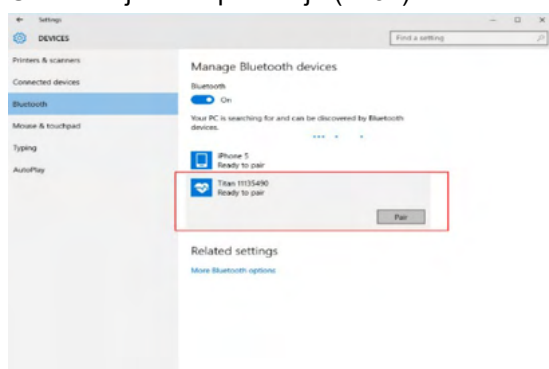 Settings
DEVICES
Find a setting
Printers & scanners
Connected devices
Bluetooth
Mouse & touchpad
Typing
AutoPlay
Manage Bluetooth devices
Bluetooth
On
Your PC is searching for and can be discovered by Bluetooth
devices.
iPhone 5
Ready to pair
Titan 11135490
Ready to pair
Pair
Related settings
More Bluetooth options